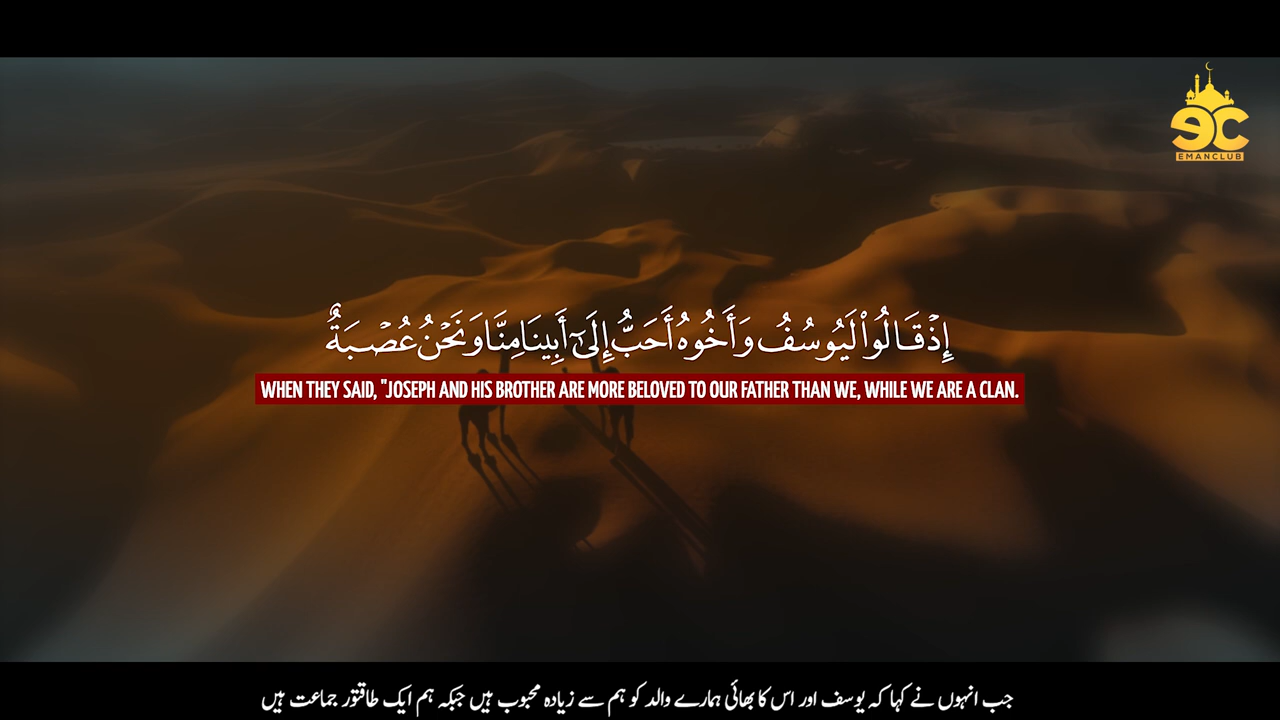 EC
EMANCLUB
إِذْ قَالُوا۟ لَيُوسُفُ وَأَخُوهُ أَحَبُّ إِلَىٰٓ أَبِينَا مِنَّا وَنَحْنُ عُصْبَةٌ
WHEN THEY SAID, "JOSEPH AND HIS BROTHER ARE MORE BELOVED TO OUR FATHER THAN WE, WHILE WE ARE A CLAN.
جب انہوں نے کہا کہ یوسف اور اس کا بھائی ہمارے والد کو ہم سے زیادہ محبوب ہیں جبکہ ہم ایک طاقتور جماعت ہیں